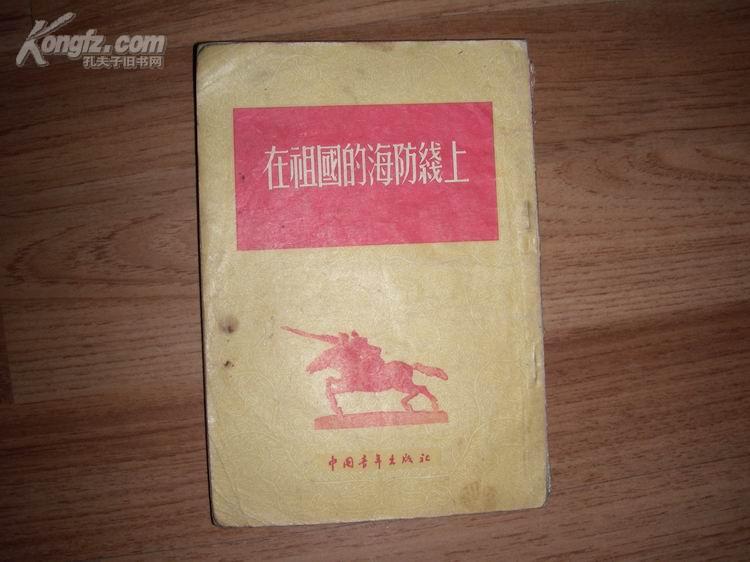 Kongfz.com
孔夫子旧书网
在祖國的海防綫上
中国青年出版社